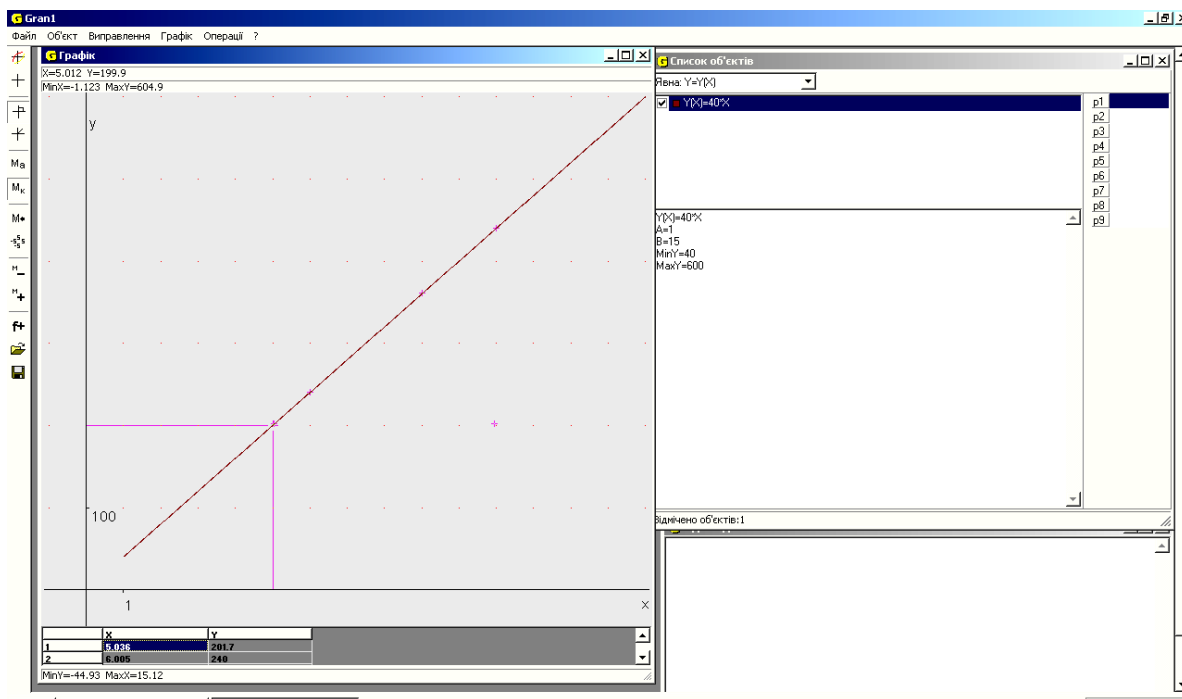 Gran1
Файл Об'єкт Виправлення Графік Операції ?
Графік
X=5.012 Y=199.9
MinX=-1.123 MaxY=604.9
y
100
1
x
X Y
1 5.036 201.7
2 6.005 240
MinY=-44.93 MaxX=15.12
Список об'єктів
Явна: Y=Y(X)
Y(X)=40*X
p1
p2
p3
p4
p5
p6
p7
p8
p9
Y(X)=40*X
A=1
B=15
MinY=40
MaxY=600
Відмічено об'єктів:1
Ma
Mк
M
f+